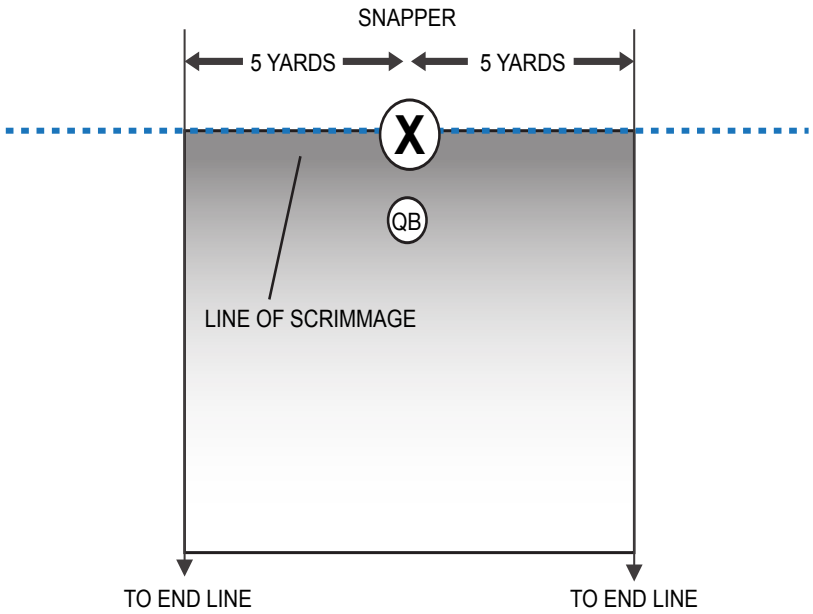 SNAPPER
5 YARDS 5 YARDS
X
QB
LINE OF SCRIMMAGE
TO END LINE TO END LINE